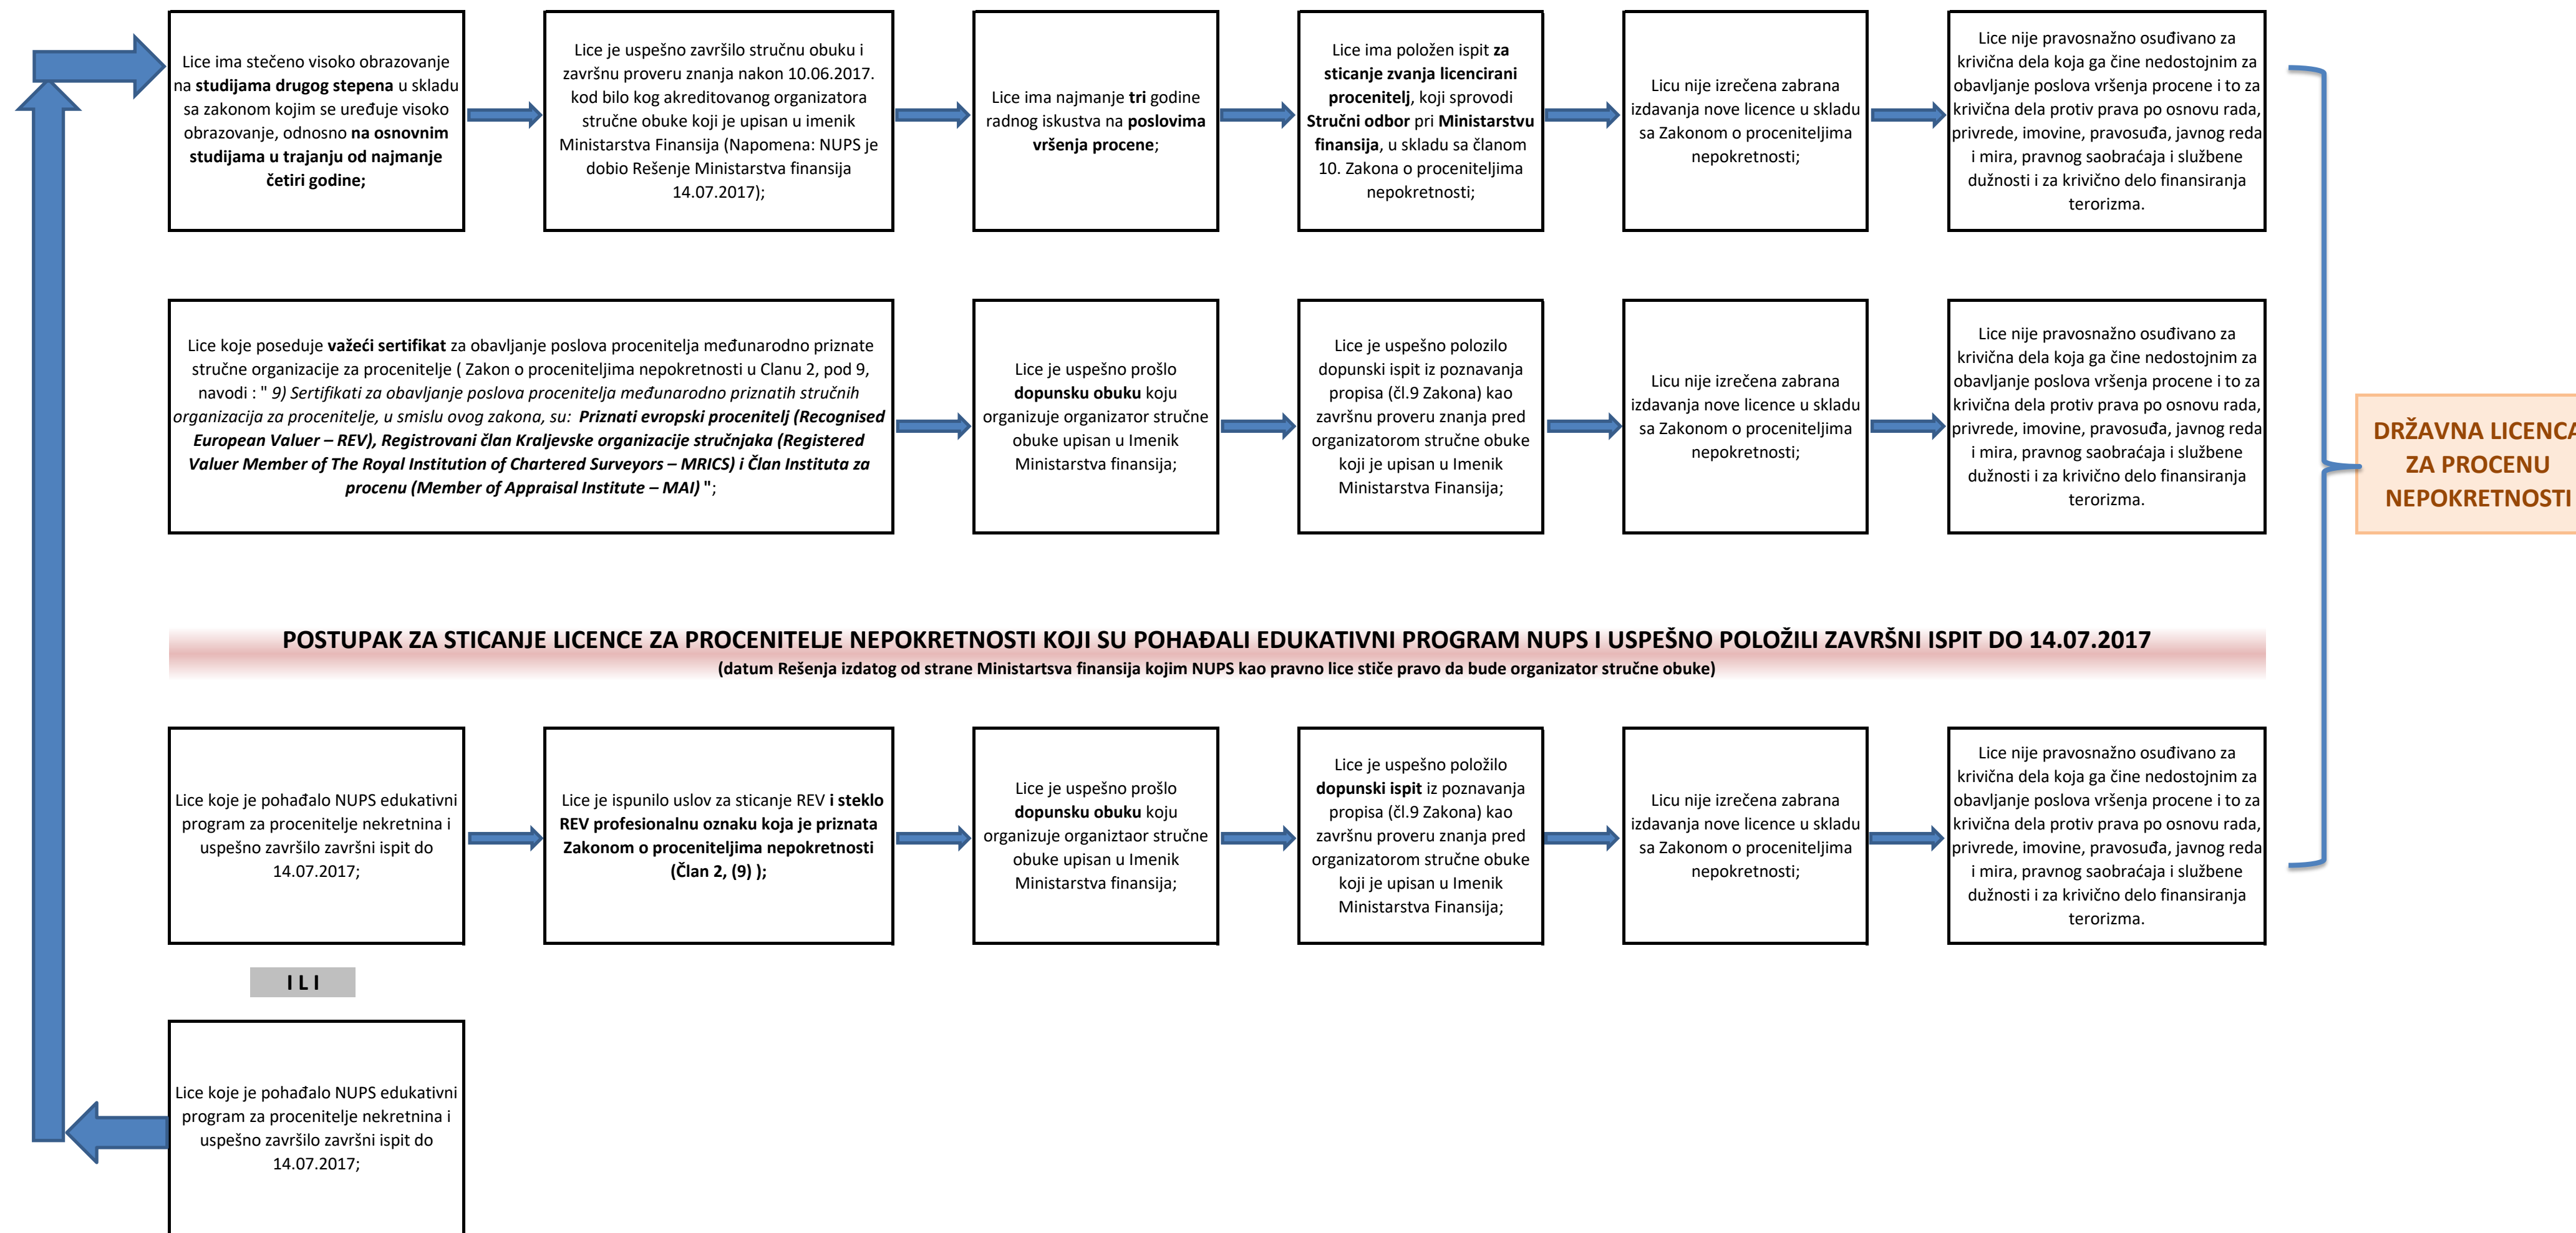 Lice ima stečeno visoko obrazovanje
na studijama drugog stepena u skladu
sa zakonom kojim se uređuje visoko
obrazovanje, odnosno na osnovnim
studijama u trajanju od najmanje
četiri godine;
Lice je uspešno završilo stručnu obuku i
završnu proveru znanja nakon 10.06.2017.
kod bilo kog akreditovanog organizatora
stručne obuke koji je upisan u imenik
Ministarstva Finansija (Napomena: NUPS je
dobio Rešenje Ministarstva finansija
14.07.2017);
Lice ima najmanje tri godine
radnog iskustva na poslovima
vršenja procene;
Lice ima položen ispit za
sticanje zvanja licencirani
procenitelj, koji sprovodi
Stručni odbor pri Ministarstvu
finansija, u skladu sa članom
10. Zakona o proceniteljima
nepokretnosti;
Licu nije izrečena zabrana
izdavanja nove licence u skladu
sa Zakonom o proceniteljima
nepokretnosti;
Lice nije pravosnažno osuđivano za
krivična dela koja ga čine nedostojnim za
obavljanje poslova vršenja procene i to za
krivična dela protiv prava po osnovu rada,
privrede, imovine, pravosuđa, javnog reda
i mira, pravnog saobraćaja i službene
dužnosti i za krivično delo finansiranja
terorizma.
Lice koje poseduje važeći sertifikat za obavljanje poslova procenitelja međunarodno priznate
stručne organizacije za procenitelje ( Zakon o proceniteljima nepokretnosti u Clanu 2, pod 9,
navodi : " 9) Sertifikati za obavljanje poslova procenitelja međunarodno priznatih stručnih
organizacija za procenitelje, u smislu ovog zakona, su: Priznati evropski procenitelj (Recognised
European Valuer – REV), Registrovani član Kraljevske organizacije stručnjaka (Registered
Valuer Member of The Royal Institution of Chartered Surveyors – MRICS) i Član Instituta za
procenu (Member of Appraisal Institute – MAI) ";
Lice je uspešno prošlo
dopunsku obuku koju
organizuje organizaтor stručne
obuke upisan u Imenik
Ministarstva finansija;
Lice je uspešno polozilo
dopunski ispit iz poznavanja
propisa (čl.9 Zakona) kao
završnu proveru znanja pred
organizatorom stručne obuke
koji je upisan u Imenik
Ministarstva Finansija;
Licu nije izrečena zabrana
izdavanja nove licence u skladu
sa Zakonom o proceniteljima
nepokretnosti;
Lice nije pravosnažno osuđivano za
krivična dela koja ga čine nedostojnim za
obavljanje poslova vršenja procene i to za
krivična dela protiv prava po osnovu rada,
privrede, imovine, pravosuđa, javnog reda
i mira, pravnog saobraćaja i službene
dužnosti i za krivično delo finansiranja
terorizma.
DRŽAVNA LICENCA
ZA PROCENU
NEPOKRETNOSTI
POSTUPAK ZA STICANJE LICENCE ZA PROCENITELJE NEPOKRETNOSTI KOJI SU POHAĐALI EDUKATIVNI PROGRAM NUPS I USPEŠNO POLOŽILI ZAVRŠNI ISPIT DO 14.07.2017
(datum Rešenja izdatog od strane Ministartsva finansija kojim NUPS kao pravno lice stiče pravo da bude organizator stručne obuke)
Lice koje je pohađalo NUPS edukativni
program za procenitelje nekretnina i
uspešno završilo završni ispit do
14.07.2017;
Lice je ispunilo uslov za sticanje REV i steklo
REV profesionalnu oznaku koja je priznata
Zakonom o proceniteljima nepokretnosti
(Član 2, (9) );
Lice je uspešno prošlo
dopunsku obuku koju
organizuje organiztaor stručne
obuke upisan u Imenik
Ministarstva finansija;
Lice je uspešno položilo
dopunski ispit iz poznavanja
propisa (čl.9 Zakona) kao
završnu proveru znanja pred
organizatorom stručne obuke
koji je upisan u Imenik
Ministarstva Finansija;
Licu nije izrečena zabrana
izdavanja nove licence u skladu
sa Zakonom o proceniteljima
nepokretnosti;
Lice nije pravosnažno osuđivano za
krivična dela koja ga čine nedostojnim za
obavljanje poslova vršenja procene i to za
krivična dela protiv prava po osnovu rada,
privrede, imovine, pravosuđa, javnog reda
i mira, pravnog saobraćaja i službene
dužnosti i za krivično delo finansiranja
terorizma.
I L I
Lice koje je pohađalo NUPS edukativni
program za procenitelje nekretnina i
uspešno završilo završni ispit do
14.07.2017;